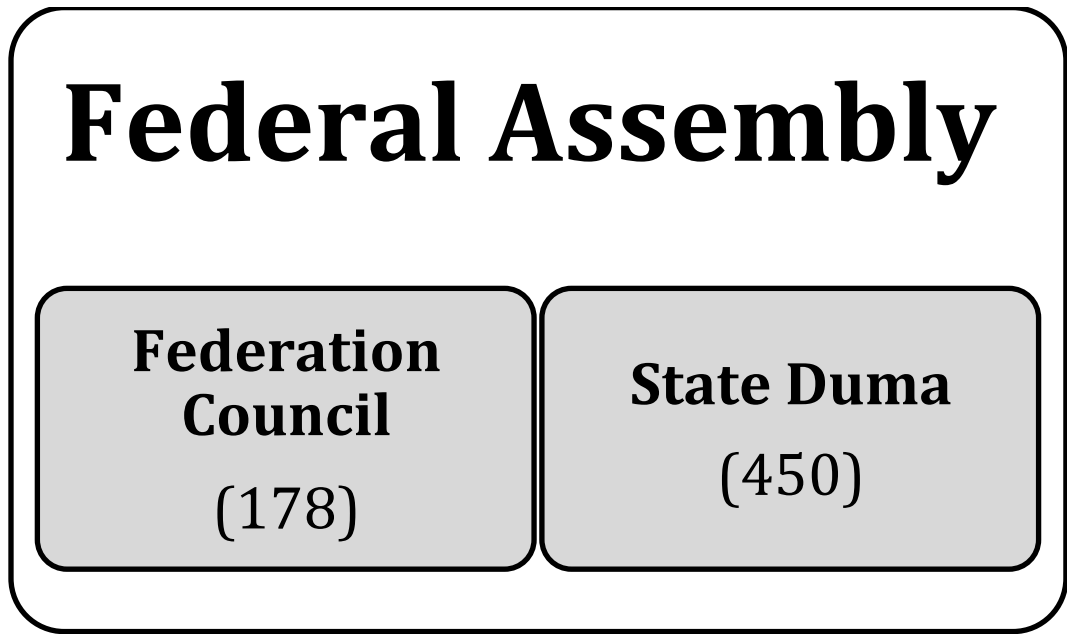 Federal Assembly
Federation
Council
(178)
State Duma
(450)